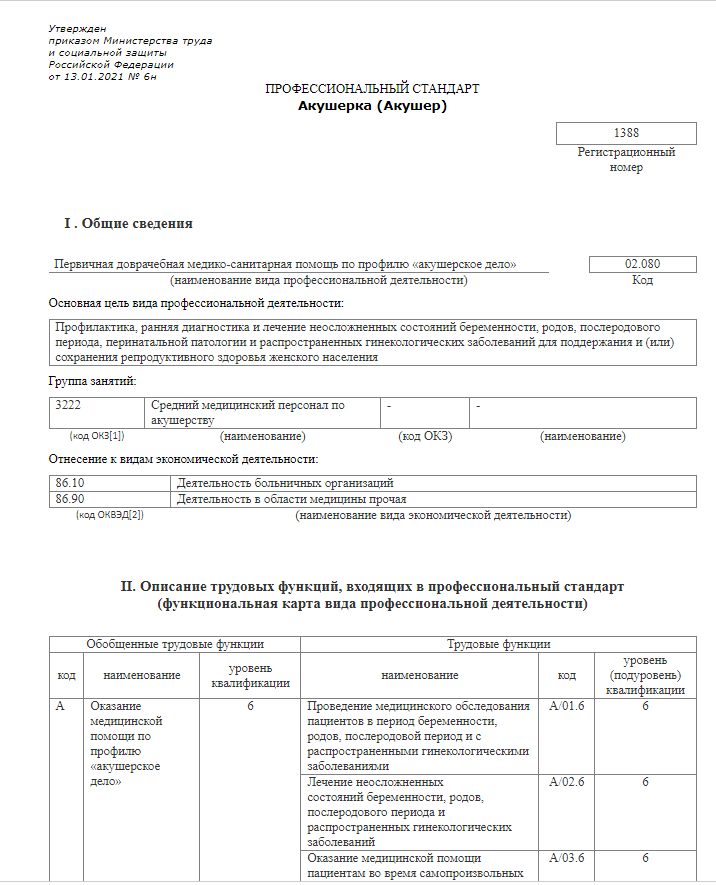 Утвержден
приказом Министерства труда
и социальной защиты
Российской Федерации
от 13.01.2021 № 6н
ПРОФЕССИОНАЛЬНЫЙ СТАНДАРТ
Акушерка (Акушер)
1388
Регистрационный
номер
I . Общие сведения
Первичная доврачебная медико-санитарная помощь по профилю «акушерское дело»
02.080
(наименование вида профессиональной деятельности)
Код
Основная цель вида профессиональной деятельности:
Профилактика, ранняя диагностика и лечение неосложненных состояний беременности, родов, послеродового
периода, перинатальной патологии и распространенных гинекологических заболеваний для поддержания и (или)
сохранения репродуктивного здоровья женского населения
Группа занятий:
3222 Средний медицинский персонал по - -
акушерству
(код ОКЗ[1]) (наименование) (код ОКЗ) (наименование)
Отнесение к видам экономической деятельности:
86.10 Деятельность больничных организаций
86.90 Деятельность в области медицины прочая
(код ОКВЭД[2]) (наименование вида экономической деятельности)
II. Описание трудовых функций, входящих в профессиональный стандарт
(функциональная карта вида профессиональной деятельности)
Обобщенные трудовые функции
Трудовые функции
код
наименование
уровень
квалификации
наименование
код
уровень
(подуровень)
квалификации
А
Оказание
медицинской
помощи по
профилю
«акушерское
дело»
6
Проведение медицинского обследования
пациентов в период беременности,
родов, послеродовой период и с
распространенными гинекологическими
заболеваниями
A/01.6
6
Лечение неосложненных
состояний беременности, родов,
послеродового периода и
распространенных гинекологических
заболеваний
A/02.6
6
Оказание медицинской помощи
пациентам во время самопроизвольных
A/03.6
6